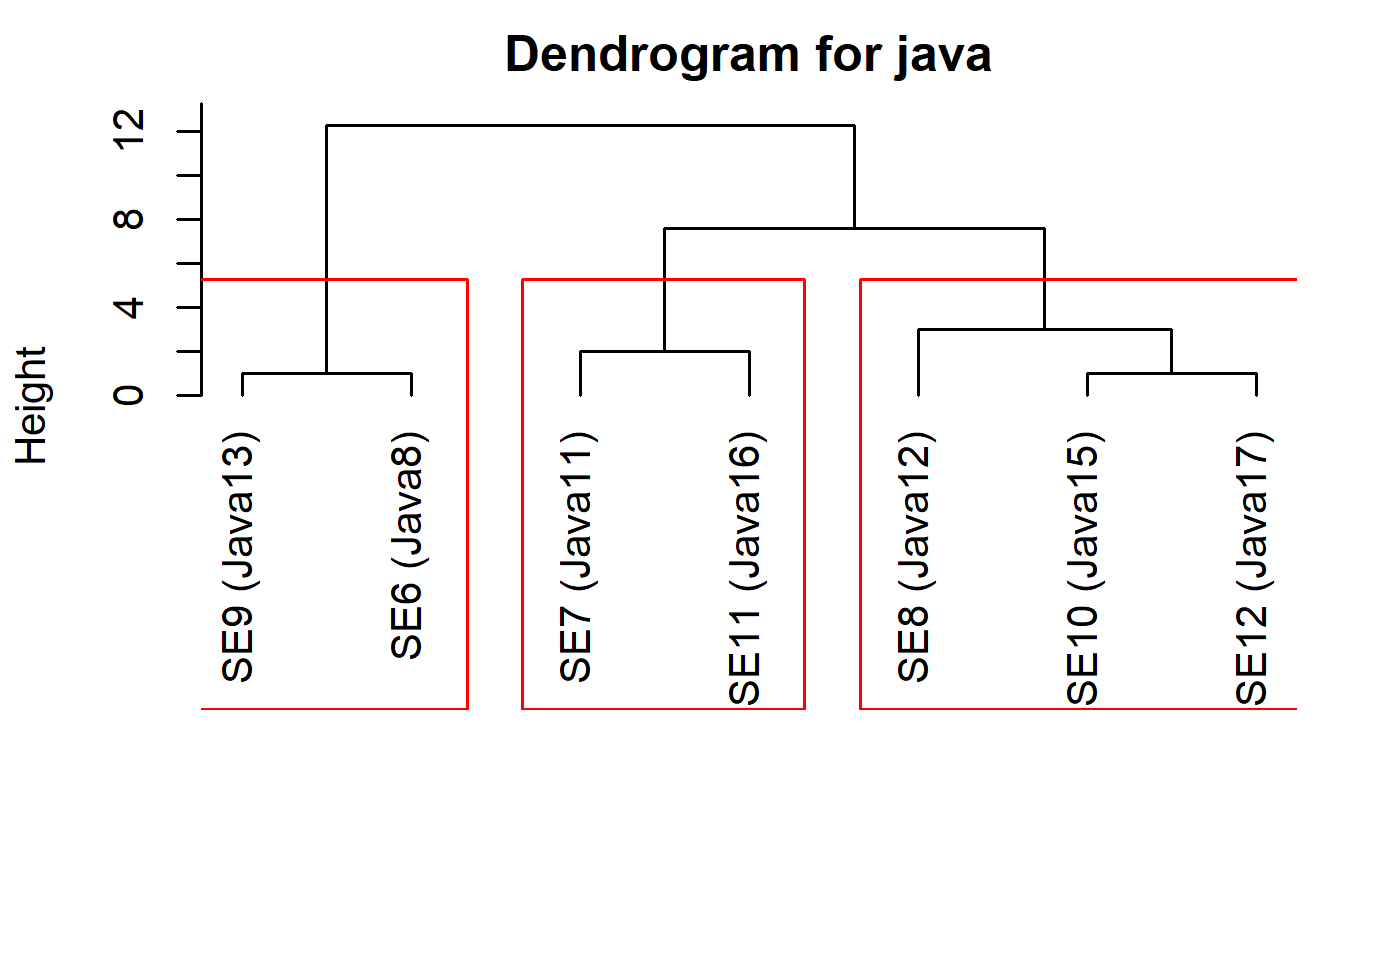 Dendrogram for java
12
8
4
0
Height
SE9 (Java13)
SE6 (Java8)
SE7 (Java11)
SE11 (Java16)
SE8 (Java12)
SE10 (Java15)
SE12 (Java17)